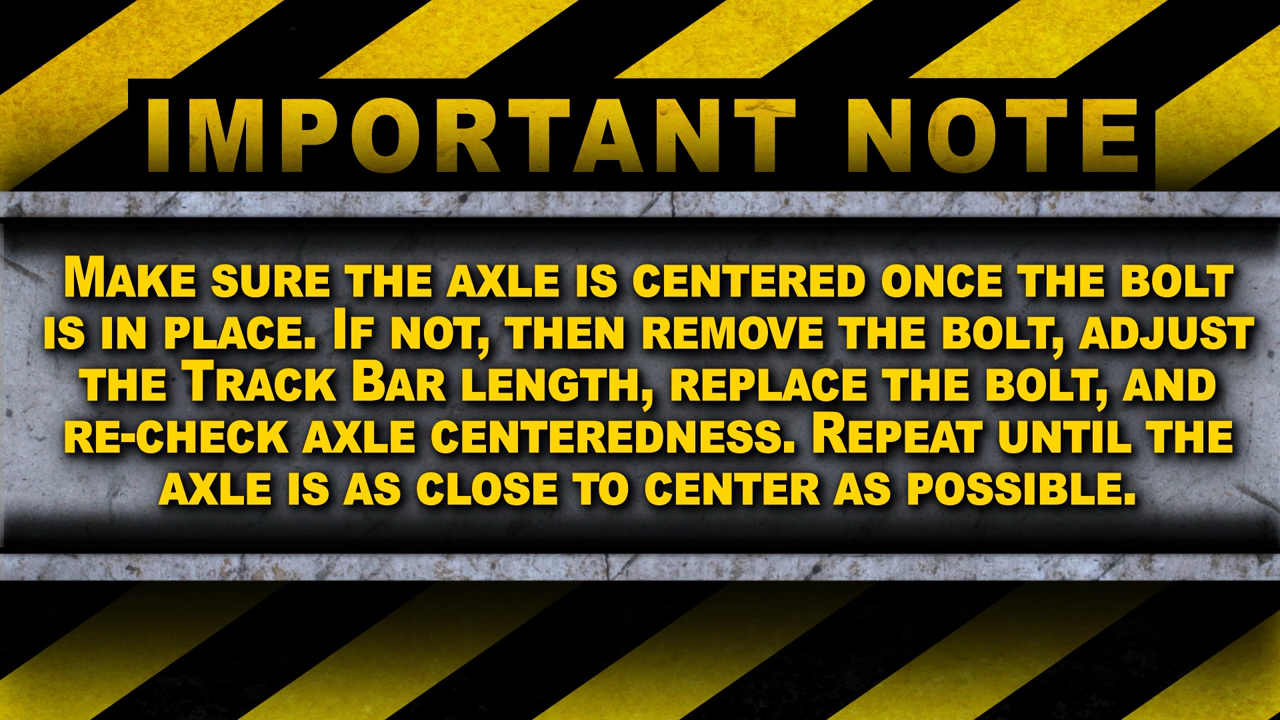 IMPORTANT NOTE
Make sure the axle is centered once the bolt
is in place. If not, then remove the bolt, adjust
the Track Bar length, replace the bolt, and
re-check axle centeredness. Repeat until the
axle is as close to center as possible.